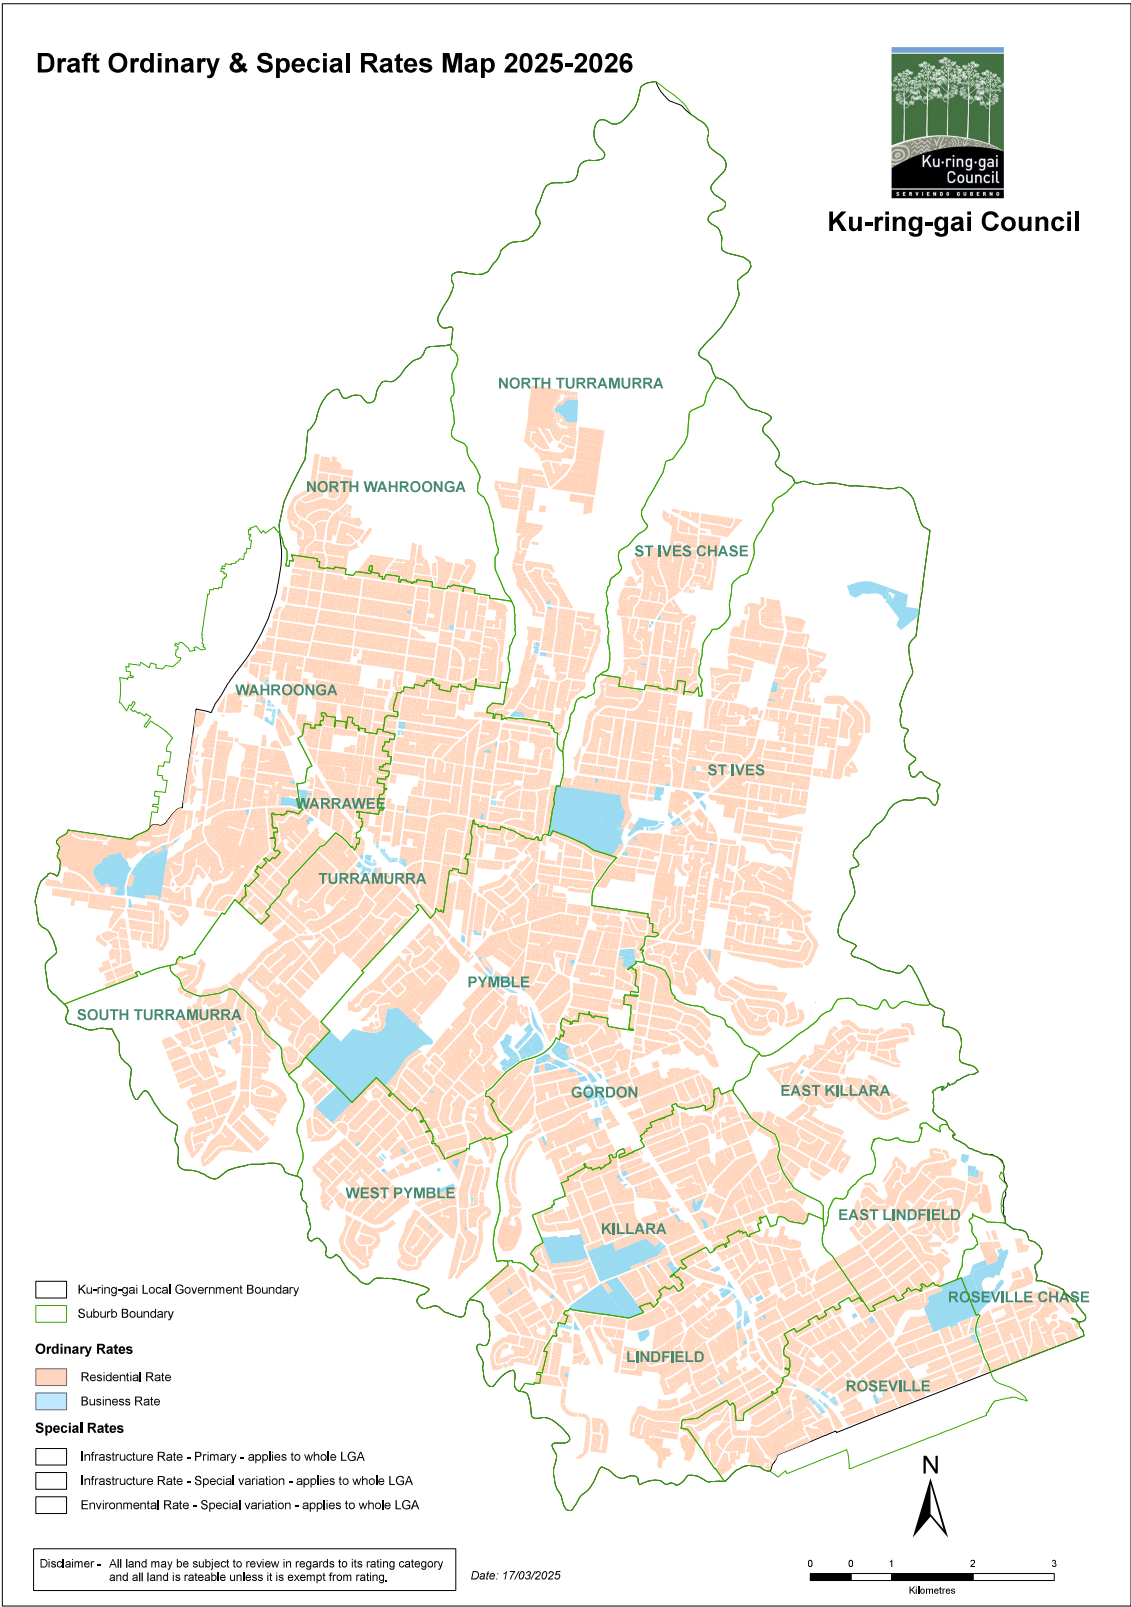 Draft Ordinary & Special Rates Map 2025-2026
Ku-ring-gai
Council
SERVIENDO GUBERNO
Ku-ring-gai Council
NORTH TURRAMURRA
NORTH WAHROONGA
ST IVES CHASE
WAHROONGA
ST IVES
WARRAWEE
TURRAMURRA
PYMBLE
SOUTH TURRAMURRA
GORDON
EAST KILLARA
WEST PYMBLE
EAST LINDFIELD
KILLARA
ROSEVILLE CHASE
LINDFIELD
ROSEVILLE
Ku-ring-gai Local Government Boundary
Suburb Boundary
Ordinary Rates
Residential Rate
Business Rate
Special Rates
Infrastructure Rate - Primary - applies to whole LGA
Infrastructure Rate - Special variation - applies to whole LGA
Environmental Rate - Special variation - applies to whole LGA
Disclaimer - All land may be subject to review in regards to its rating category
and all land is rateable unless it is exempt from rating.
Date: 17/03/2025
N
0 0 1 2 3
Kilometres